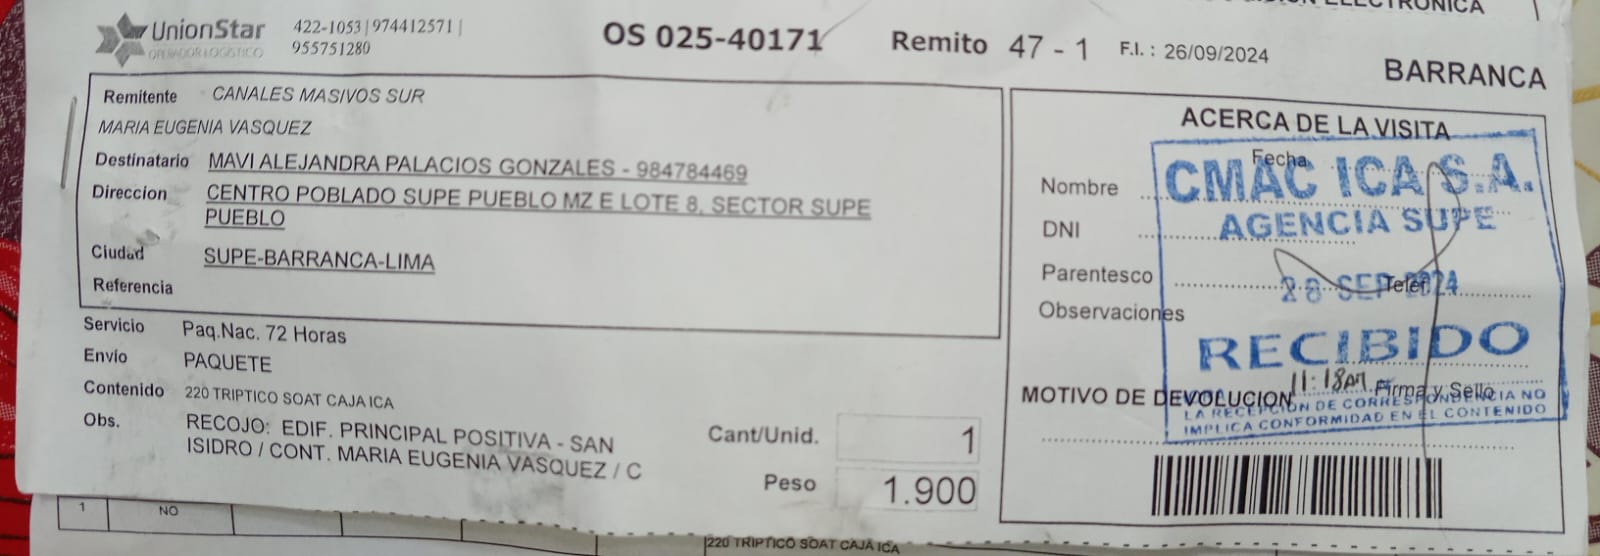 UnionStar
OPERADOR LOGISTICO
422-1053|974412571|
955751280
OS 025-40171
Remito 47 - 1
F.I. : 26/09/2024
ELECTRONICA
BARRANCA
Remitente CANALES MASIVOS SUR
MARIA EUGENIA VASQUEZ
Destinatario MAVI ALEJANDRA PALACIOS GONZALES - 984784469
Direccion CENTRO POBLADO SUPE PUEBLO MZ E LOTE 8, SECTOR SUPE
PUEBLO
Ciudad SUPE-BARRANCA-LIMA
Referencia
Servicio Paq.Nac. 72 Horas
Envío PAQUETE
Contenido 220 TRIPTICO SOAT CAJA ICA
Obs. RECOJO: EDIF. PRINCIPAL POSITIVA - SAN
ISIDRO / CONT. MARIA EUGENIA VASQUEZ / C
Cant/Unid. 1
Peso 1.900
ACERCA DE LA VISITA
Fecha
Nombre
DNI
Parentesco
Telef
Observaciones
MOTIVO DE DEVOLUCION
Firma y Sello
CMAC ICA S.A.
AGENCIA SUPE
28 SEP 2024
RECIBIDO
11:18am
LA RECEPCION DE CORRESPONDENCIA NO
IMPLICA CONFORMIDAD EN EL CONTENIDO
1 NO
220 TRIPTICO SOAT CAJA ICA